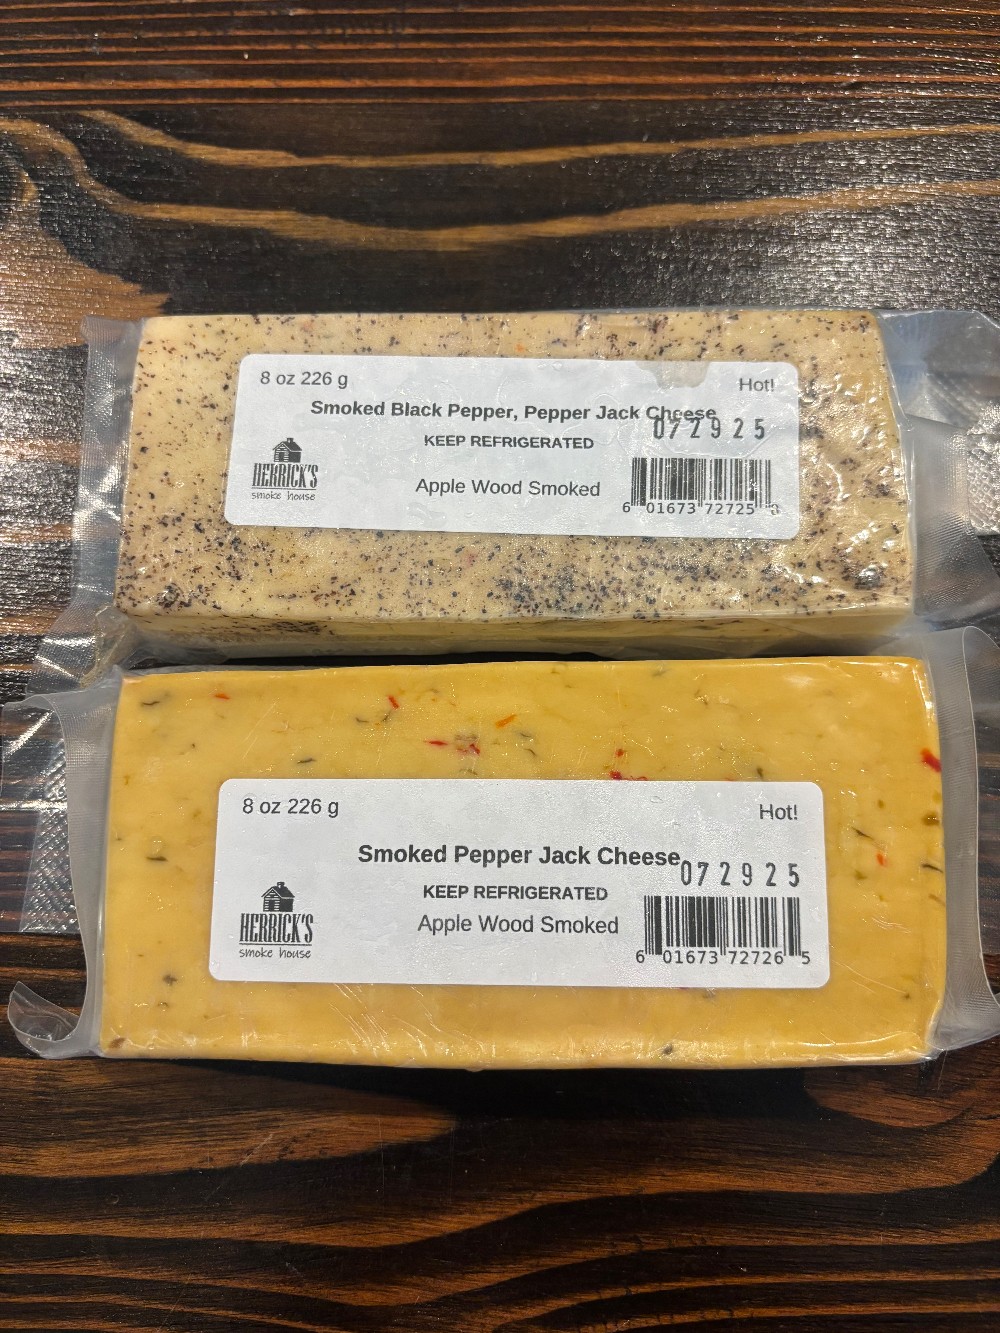 8 oz 226 g
Hot!
Smoked Black Pepper, Pepper Jack Cheese
072925
KEEP REFRIGERATED
HERRICK'S
smoke house
Apple Wood Smoked
6 01673 72725 8
8 oz 226 g
Hot!
Smoked Pepper Jack Cheese
072925
KEEP REFRIGERATED
HERRICK'S
smoke house
Apple Wood Smoked
6 01673 72726 5